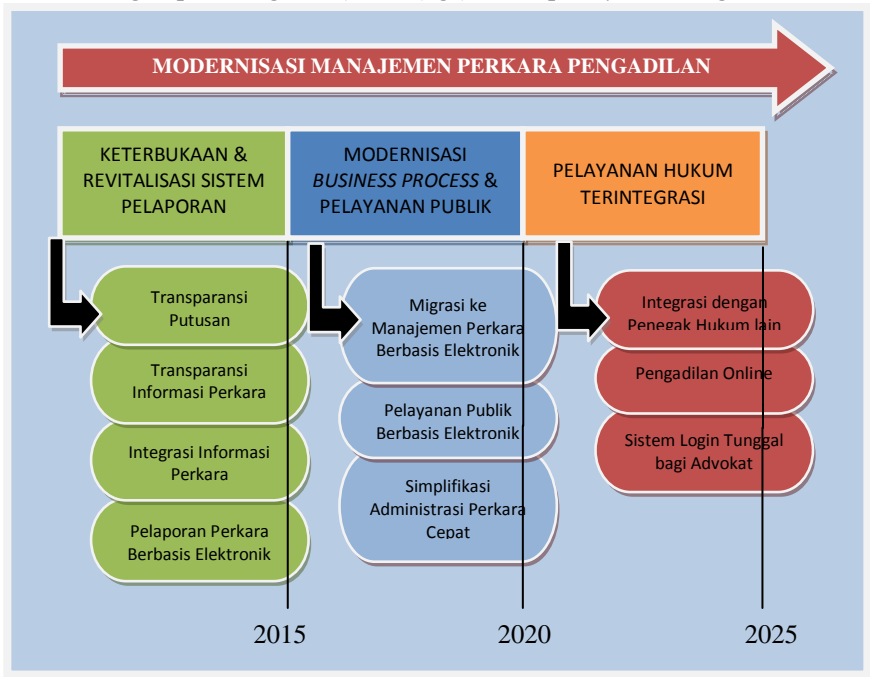 MODERNISASI MANAJEMEN PERKARA PENGADILAN
KETERBUKAAN &
REVITALISASI SISTEM
PELAPORAN
MODERNISASI
BUSINESS PROCESS &
PELAYANAN PUBLIK
PELAYANAN HUKUM
TERINTEGRASI
Transparansi
Putusan
Transparansi
Informasi Perkara
Integrasi Informasi
Perkara
Pelaporan Perkara
Berbasis Elektronik
Migrasi ke
Manajemen Perkara
Berbasis Elektronik
Pelayanan Publik
Berbasis Elektronik
Simplifikasi
Administrasi Perkara
Cepat
Integrasi dengan
Penegak Hukum lain
Pengadilan Online
Sistem Login Tunggal
bagi Advokat
2015
2020
2025